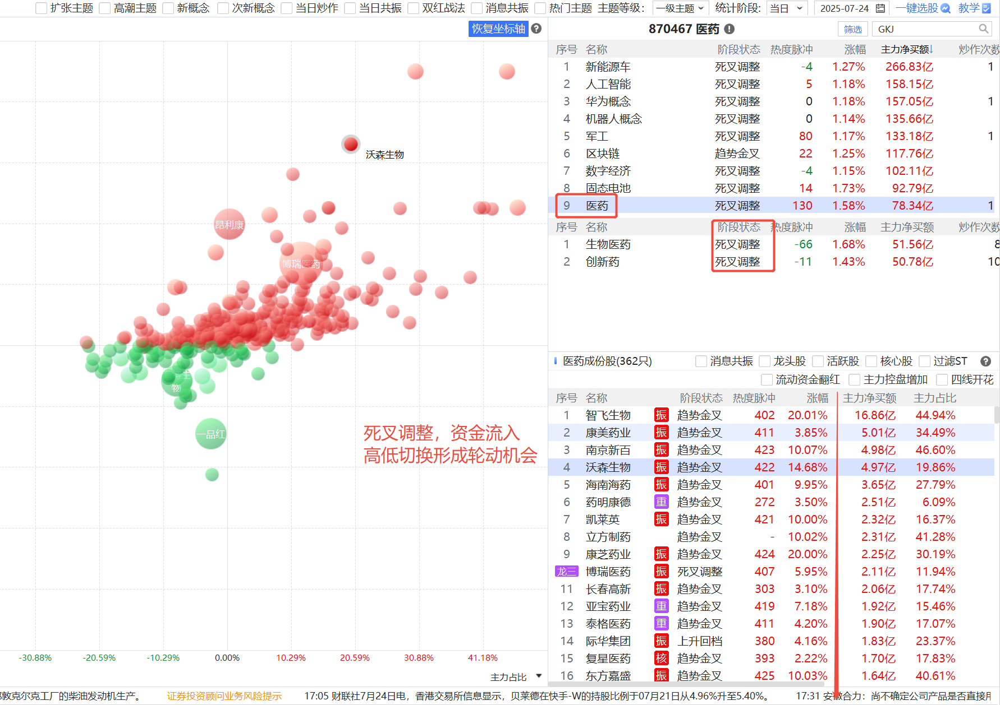 扩张主题 高潮主题 新概念 次新概念 当日炒作 当日共振 双红战法 消息共振 热门主题 主题等级: 一级主题 统计阶段: 当日 2025-07-24 一键选股 教学
恢复坐标轴 ?
870467 医药 ! 筛选 GKJ
序号 名称 阶段状态 热度脉冲 涨幅 主力净买额↓ 炒作次数
1 新能源车 死叉调整 -4 1.27% 266.83亿 1
2 人工智能 死叉调整 5 1.18% 158.15亿
3 华为概念 死叉调整 0 1.18% 157.05亿 1
4 机器人概念 死叉调整 0 1.14% 135.66亿
5 军工 死叉调整 80 1.17% 133.18亿 1
6 区块链 趋势金叉 22 1.25% 117.76亿
7 数字经济 死叉调整 -4 1.15% 102.11亿
8 固态电池 死叉调整 14 1.73% 92.79亿
9 医药 死叉调整 130 1.58% 78.34亿 1
序号 名称 阶段状态 热度脉冲 涨幅 主力净买额 炒作次数
1 生物医药 死叉调整 -66 1.68% 51.56亿 8
2 创新药 死叉调整 -11 1.43% 50.78亿 10
沃森生物
昂利康
博瑞医药
物
一品红
死叉调整，资金流入
高低切换形成轮动机会
-30.88% -20.59% -10.29% 0.00% 10.29% 20.59% 30.88% 41.18%
主力占比
医药成份股(362只) 消息共振 龙头股 活跃股 核心股 过滤ST ?
流动资金翻红 主力控盘增加 四线开花
序号 名称 阶段状态 热度脉冲 涨幅 主力净买额 主力占比
1 智飞生物 振 趋势金叉 402 20.01% 16.86亿 44.94%
2 康美药业 振 趋势金叉 411 3.85% 5.01亿 34.49%
3 南京新百 振 趋势金叉 423 10.07% 4.98亿 46.60%
4 沃森生物 振 趋势金叉 422 14.68% 4.97亿 19.86%
5 海南海药 振 趋势金叉 401 9.95% 3.65亿 27.79%
6 药明康德 重 趋势金叉 272 3.50% 2.51亿 6.09%
7 凯莱英 振 趋势金叉 421 10.00% 2.32亿 16.37%
8 立方制药 趋势金叉 - 10.02% 2.31亿 41.28%
9 康芝药业 振 趋势金叉 424 20.00% 2.25亿 30.19%
龙三 博瑞医药 振 死叉调整 407 5.95% 2.11亿 11.94%
11 长春高新 振 趋势金叉 303 3.10% 2.06亿 17.74%
12 亚宝药业 重 趋势金叉 419 7.18% 1.92亿 15.46%
13 泰格医药 重 趋势金叉 411 4.20% 1.90亿 17.07%
14 际华集团 振 上升回档 380 4.16% 1.83亿 23.37%
15 复星医药 核 趋势金叉 393 2.22% 1.70亿 17.83%
16 东方嘉盛 振 趋势金叉 425 10.03% 1.64亿 40.61%
敦克尔克工厂的柴油发动机生产。 证券投资顾问业务风险提示 17:05 财联社7月24日电，香港交易所信息显示，贝莱德在快手-W的持股比例于07月21日从4.96%升至5.40%。 17:31 安徽合力：尚不确定公司产品是否直接用